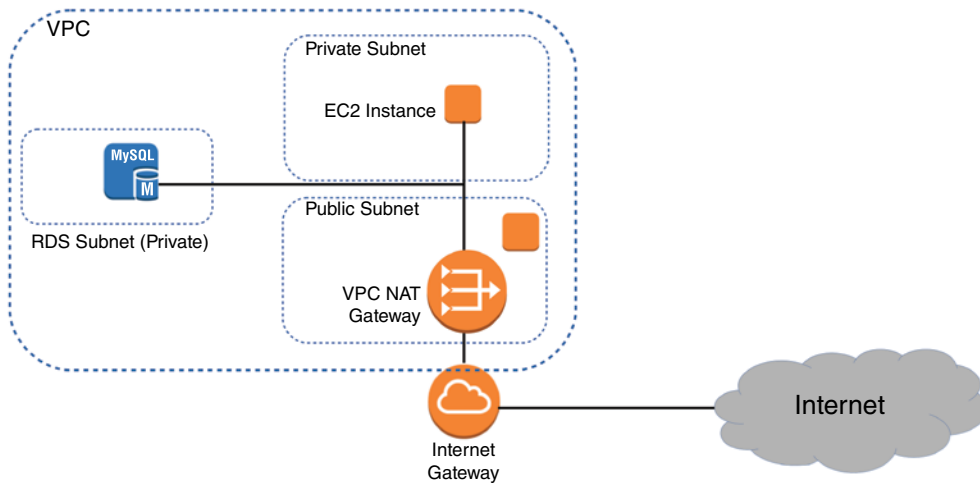 VPC
Private Subnet
EC2 Instance
MySQL
M
RDS Subnet (Private)
Public Subnet
VPC NAT
Gateway
Internet
Internet
Gateway